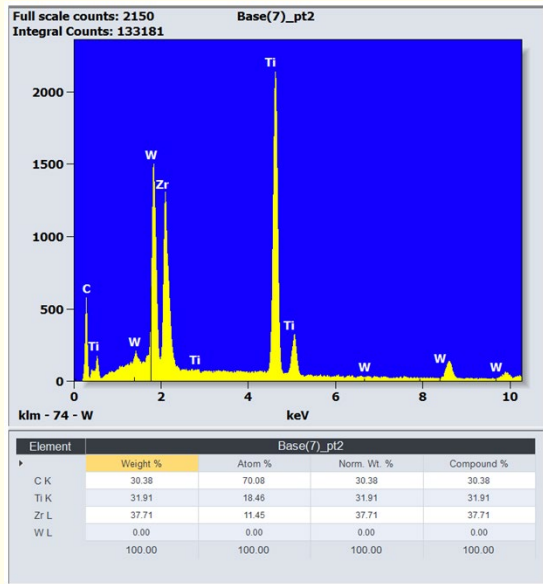 Full scale counts: 2150 Base(7)_pt2
Integral Counts: 133181
Ti
2000
W
1500
Zr
1000
C
500
Ti
Ti
W
Ti
W
W
W
0
0 2 4 6 8 10
klm - 74 - W keV
Element Base(7)_pt2
Weight % Atom % Norm. Wt. % Compound %
C K 30.38 70.08 30.38 30.38
Ti K 31.91 18.46 31.91 31.91
Zr L 37.71 11.45 37.71 37.71
W L 0.00 0.00 0.00 0.00
100.00 100.00 100.00 100.00